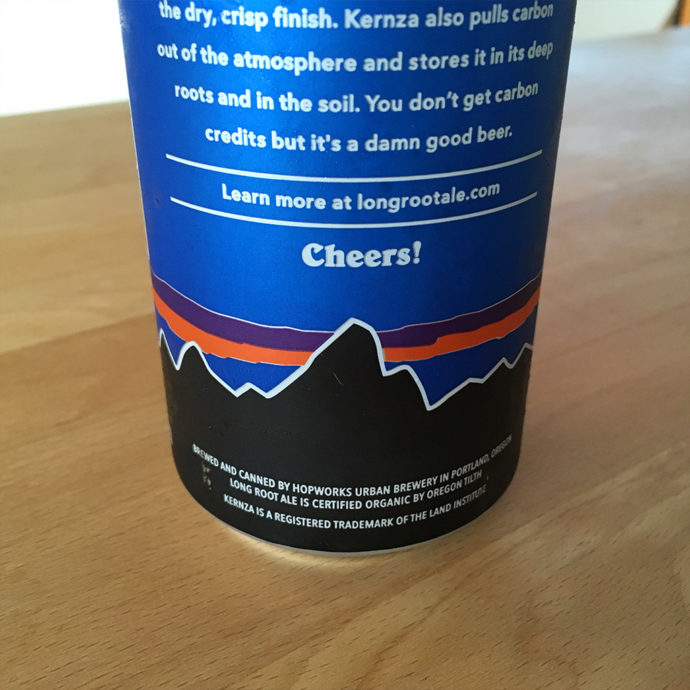 the dry, crisp finish. Kernza also pulls carbon
out of the atmosphere and stores it in its deep
roots and in the soil. You don't get carbon
credits but it's a damn good beer.
Learn more at longrootale.com
Cheers!
BREWED AND CANNED BY HOPWORKS URBAN BREWERY IN PORTLAND, OREGON
LONG ROOT ALE IS CERTIFIED ORGANIC BY OREGON TILTH
KERNZA IS A REGISTERED TRADEMARK OF THE LAND INSTITUTE